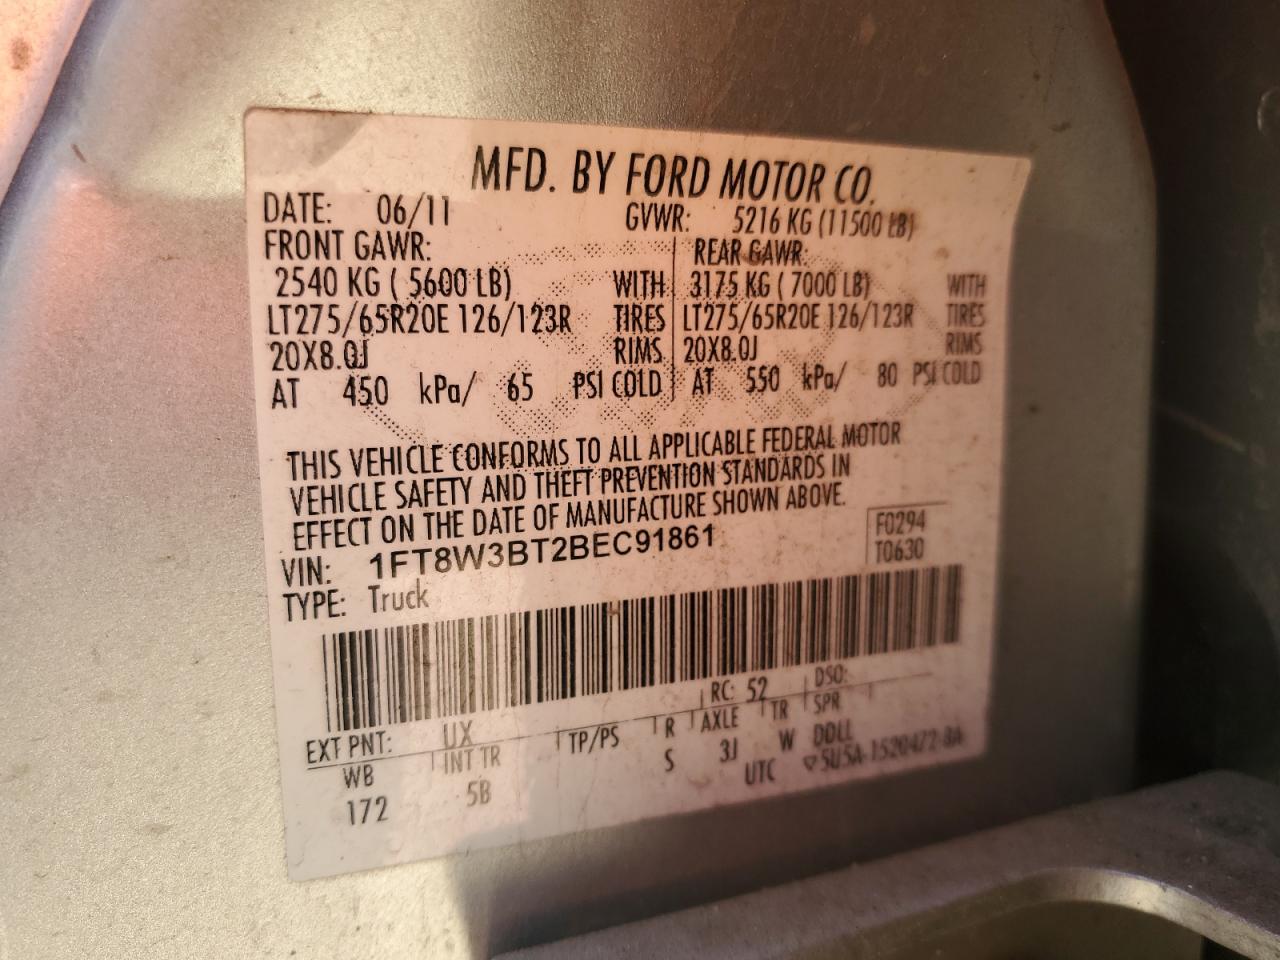 MFD. BY FORD MOTOR CO.
DATE: 06/11 GVWR: 5216 KG (11500 LB)
FRONT GAWR: REAR GAWR:
2540 KG ( 5600 LB) WITH 3175 KG ( 7000 LB) WITH
LT275/65R20E 126/123R TIRES LT275/65R20E 126/123R TIRES
20X8.0J RIMS 20X8.0J RIMS
AT 450 kPa/ 65 PSI COLD AT 550 kPa/ 80 PSI COLD
THIS VEHICLE CONFORMS TO ALL APPLICABLE FEDERAL MOTOR
VEHICLE SAFETY AND THEFT PREVENTION STANDARDS IN
EFFECT ON THE DATE OF MANUFACTURE SHOWN ABOVE.
VIN: 1FT8W3BT2BEC91861
F0294
TYPE: Truck
T0630
EXT PNT: UX RC: 52 DSO:
WB INT TR TP/PS R AXLE TR SPR
172 5B S 3J W DDLL
UTC ▽5U5A-1520472-BA